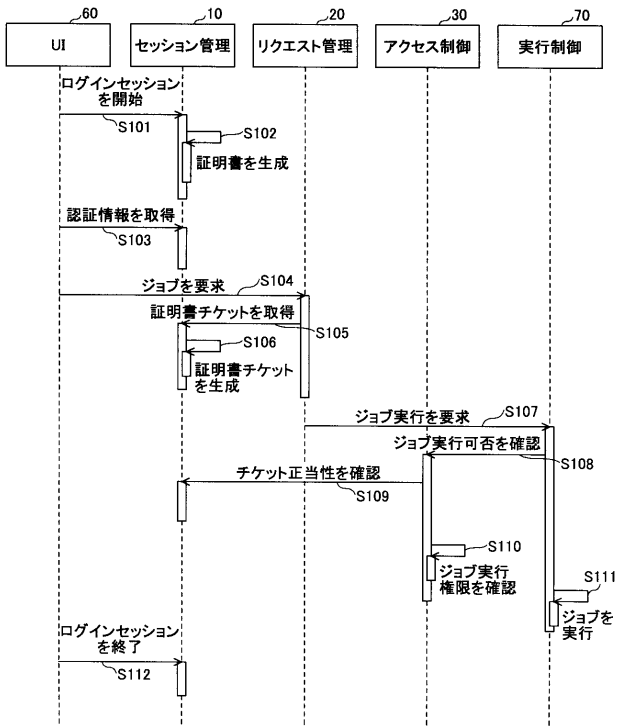 60
10
20
30
70
UI
セッション管理
リクエスト管理
アクセス制御
実行制御
ログインセッション
を開始
S101
S102
証明書を生成
認証情報を取得
S103
ジョブを要求
S104
証明書チケットを取得
S105
S106
証明書チケット
を生成
ジョブ実行を要求
S107
ジョブ実行可否を確認
S108
チケット正当性を確認
S109
S110
ジョブ実行
権限を確認
S111
ジョブを
実行
ログインセッション
を終了
S112